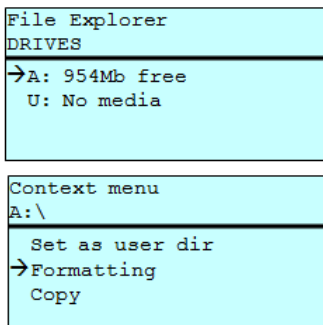 File Explorer
DRIVES
→A: 954Mb free
U: No media
Context menu
A:\
Set as user dir
→Formatting
Copy